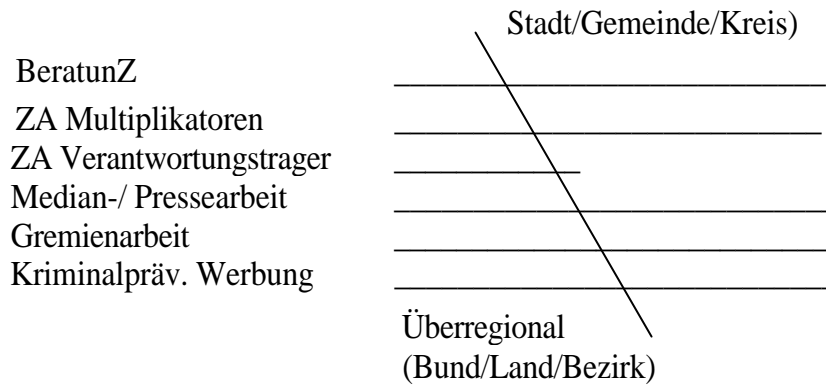 Stadt/Gemeinde/Kreis)
BeratunZ
ZA Multiplikatoren
ZA Verantwortungstrager
Median-/ Pressearbeit
Gremienarbeit
Kriminalpräv. Werbung
Überregional
(Bund/Land/Bezirk)